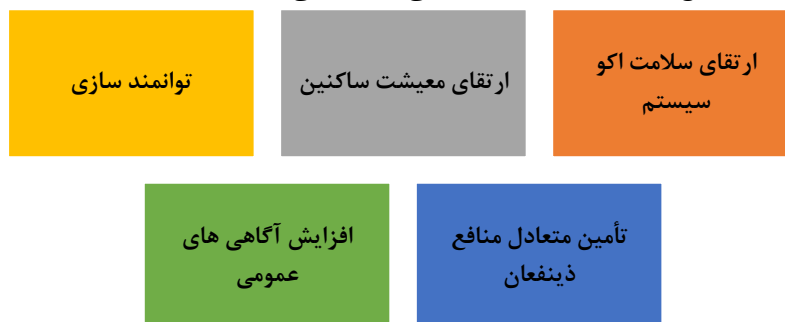 ارتقای سلامت اکو
سیستم
ارتقای معیشت ساکنین
توانمند سازی
تأمین متعادل منافع
ذینفعان
افزایش آگاهی های
عمومی